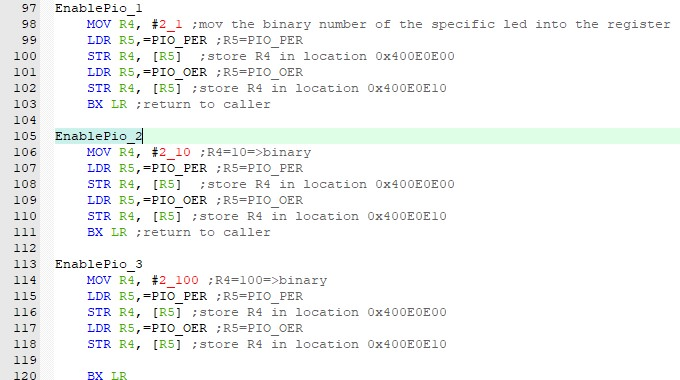 97 EnablePio_1
98 MOV R4, #2_1 ;mov the binary number of the specific led into the register
99 LDR R5,=PIO_PER ;R5=PIO_PER
100 STR R4, [R5] ;store R4 in location 0x400E0E00
101 LDR R5,=PIO_OER ;R5=PIO_OER
102 STR R4, [R5] ;store R4 in location 0x400E0E10
103 BX LR ;return to caller
104
105 EnablePio_2
106 MOV R4, #2_10 ;R4=10=>binary
107 LDR R5,=PIO_PER ;R5=PIO_PER
108 STR R4, [R5] ;store R4 in location 0x400E0E00
109 LDR R5,=PIO_OER ;R5=PIO_OER
110 STR R4, [R5] ;store R4 in location 0x400E0E10
111 BX LR ;return to caller
112
113 EnablePio_3
114 MOV R4, #2_100 ;R4=100=>binary
115 LDR R5,=PIO_PER ;R5=PIO_PER
116 STR R4, [R5] ;store R4 in location 0x400E0E00
117 LDR R5,=PIO_OER ;R5=PIO_OER
118 STR R4, [R5] ;store R4 in location 0x400E0E10
119
120 BX LR